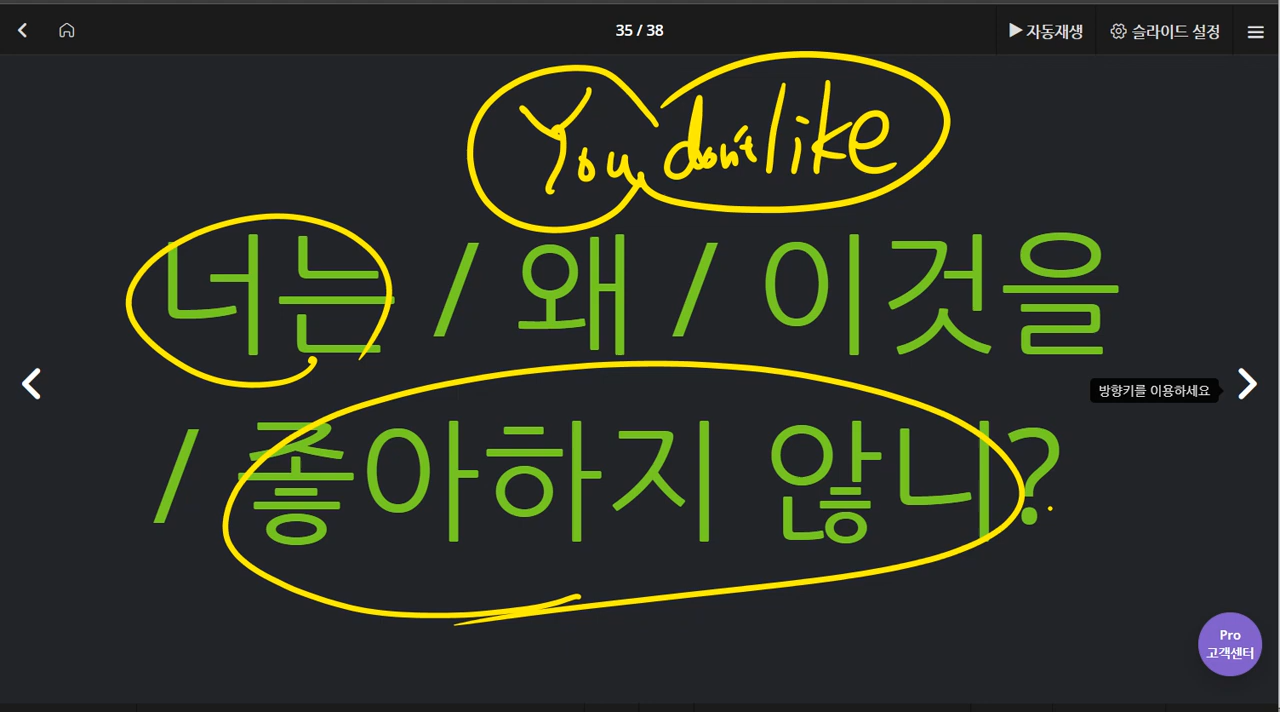 35 / 38
▶ 자동재생
슬라이드 설정
You don't like
너는 / 왜 / 이것을
방향키를 이용하세요
/ 좋아하지 않니?
Pro
고객센터